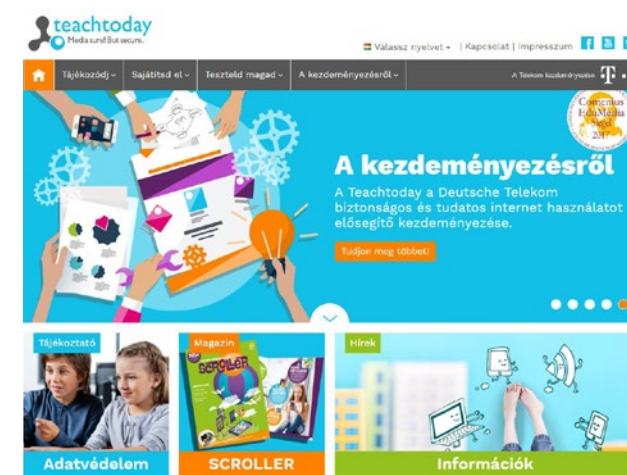 teachtoday
Media sure! But secure.
Válassz nyelvet | Kapcsolat | Impresszum
Tájékozódj
Sajátítsd el
Teszteld magad
A kezdeményezésről
A Telekom kezdeményezése
Comenius
EduMedia
Siegel
2017
A kezdeményezésről
A Teachtoday a Deutsche Telekom
biztonságos és tudatos internet használatot
elősegítő kezdeményezése.
Tudjon meg többet!
Tájékoztató
Magazin
Hírek
SCROLLER
Adatvédelem
SCROLLER
Információk